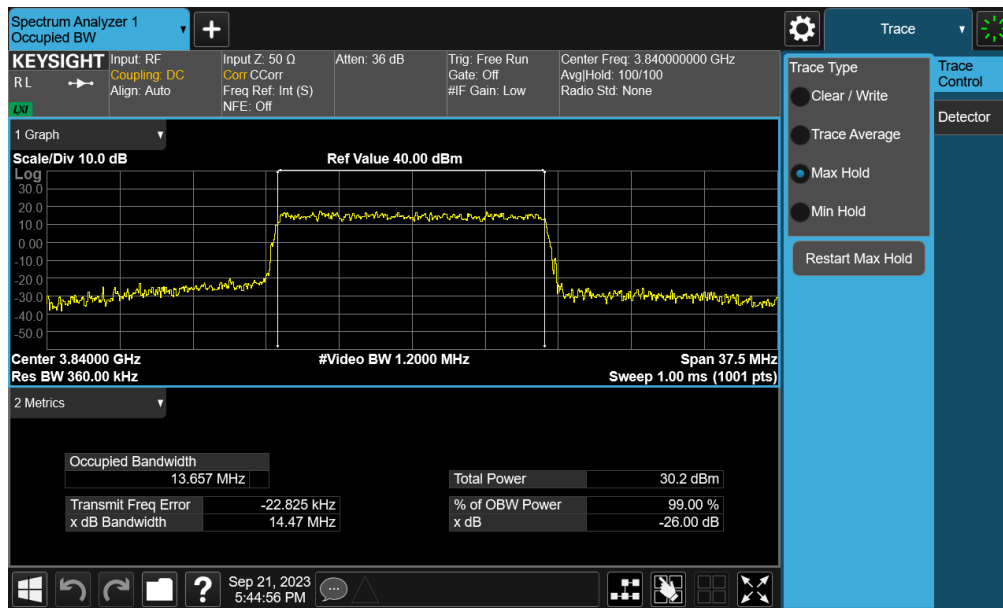 Spectrum Analyzer 1
Occupied BW
Trace
KEYSIGHT
R L
LXI
Input: RF
Coupling: DC
Align: Auto
Input Z: 50 Ω
Corr CCorr
Freq Ref: Int (S)
NFE: Off
Atten: 36 dB
Trig: Free Run
Gate: Off
#IF Gain: Low
Center Freq: 3.840000000 GHz
Avg|Hold: 100/100
Radio Std: None
Trace Type
Clear / Write
Trace Average
Max Hold
Min Hold
Restart Max Hold
Trace
Control
Detector
1 Graph
Scale/Div 10.0 dB
Ref Value 40.00 dBm
Log
30.0
20.0
10.0
0.00
-10.0
-20.0
-30.0
-40.0
-50.0
Center 3.84000 GHz
#Video BW 1.2000 MHz
Span 37.5 MHz
Res BW 360.00 kHz
Sweep 1.00 ms (1001 pts)
2 Metrics
Occupied Bandwidth
13.657 MHz
Total Power 30.2 dBm
Transmit Freq Error -22.825 kHz
% of OBW Power 99.00 %
x dB Bandwidth 14.47 MHz
x dB -26.00 dB
?
Sep 21, 2023
5:44:56 PM